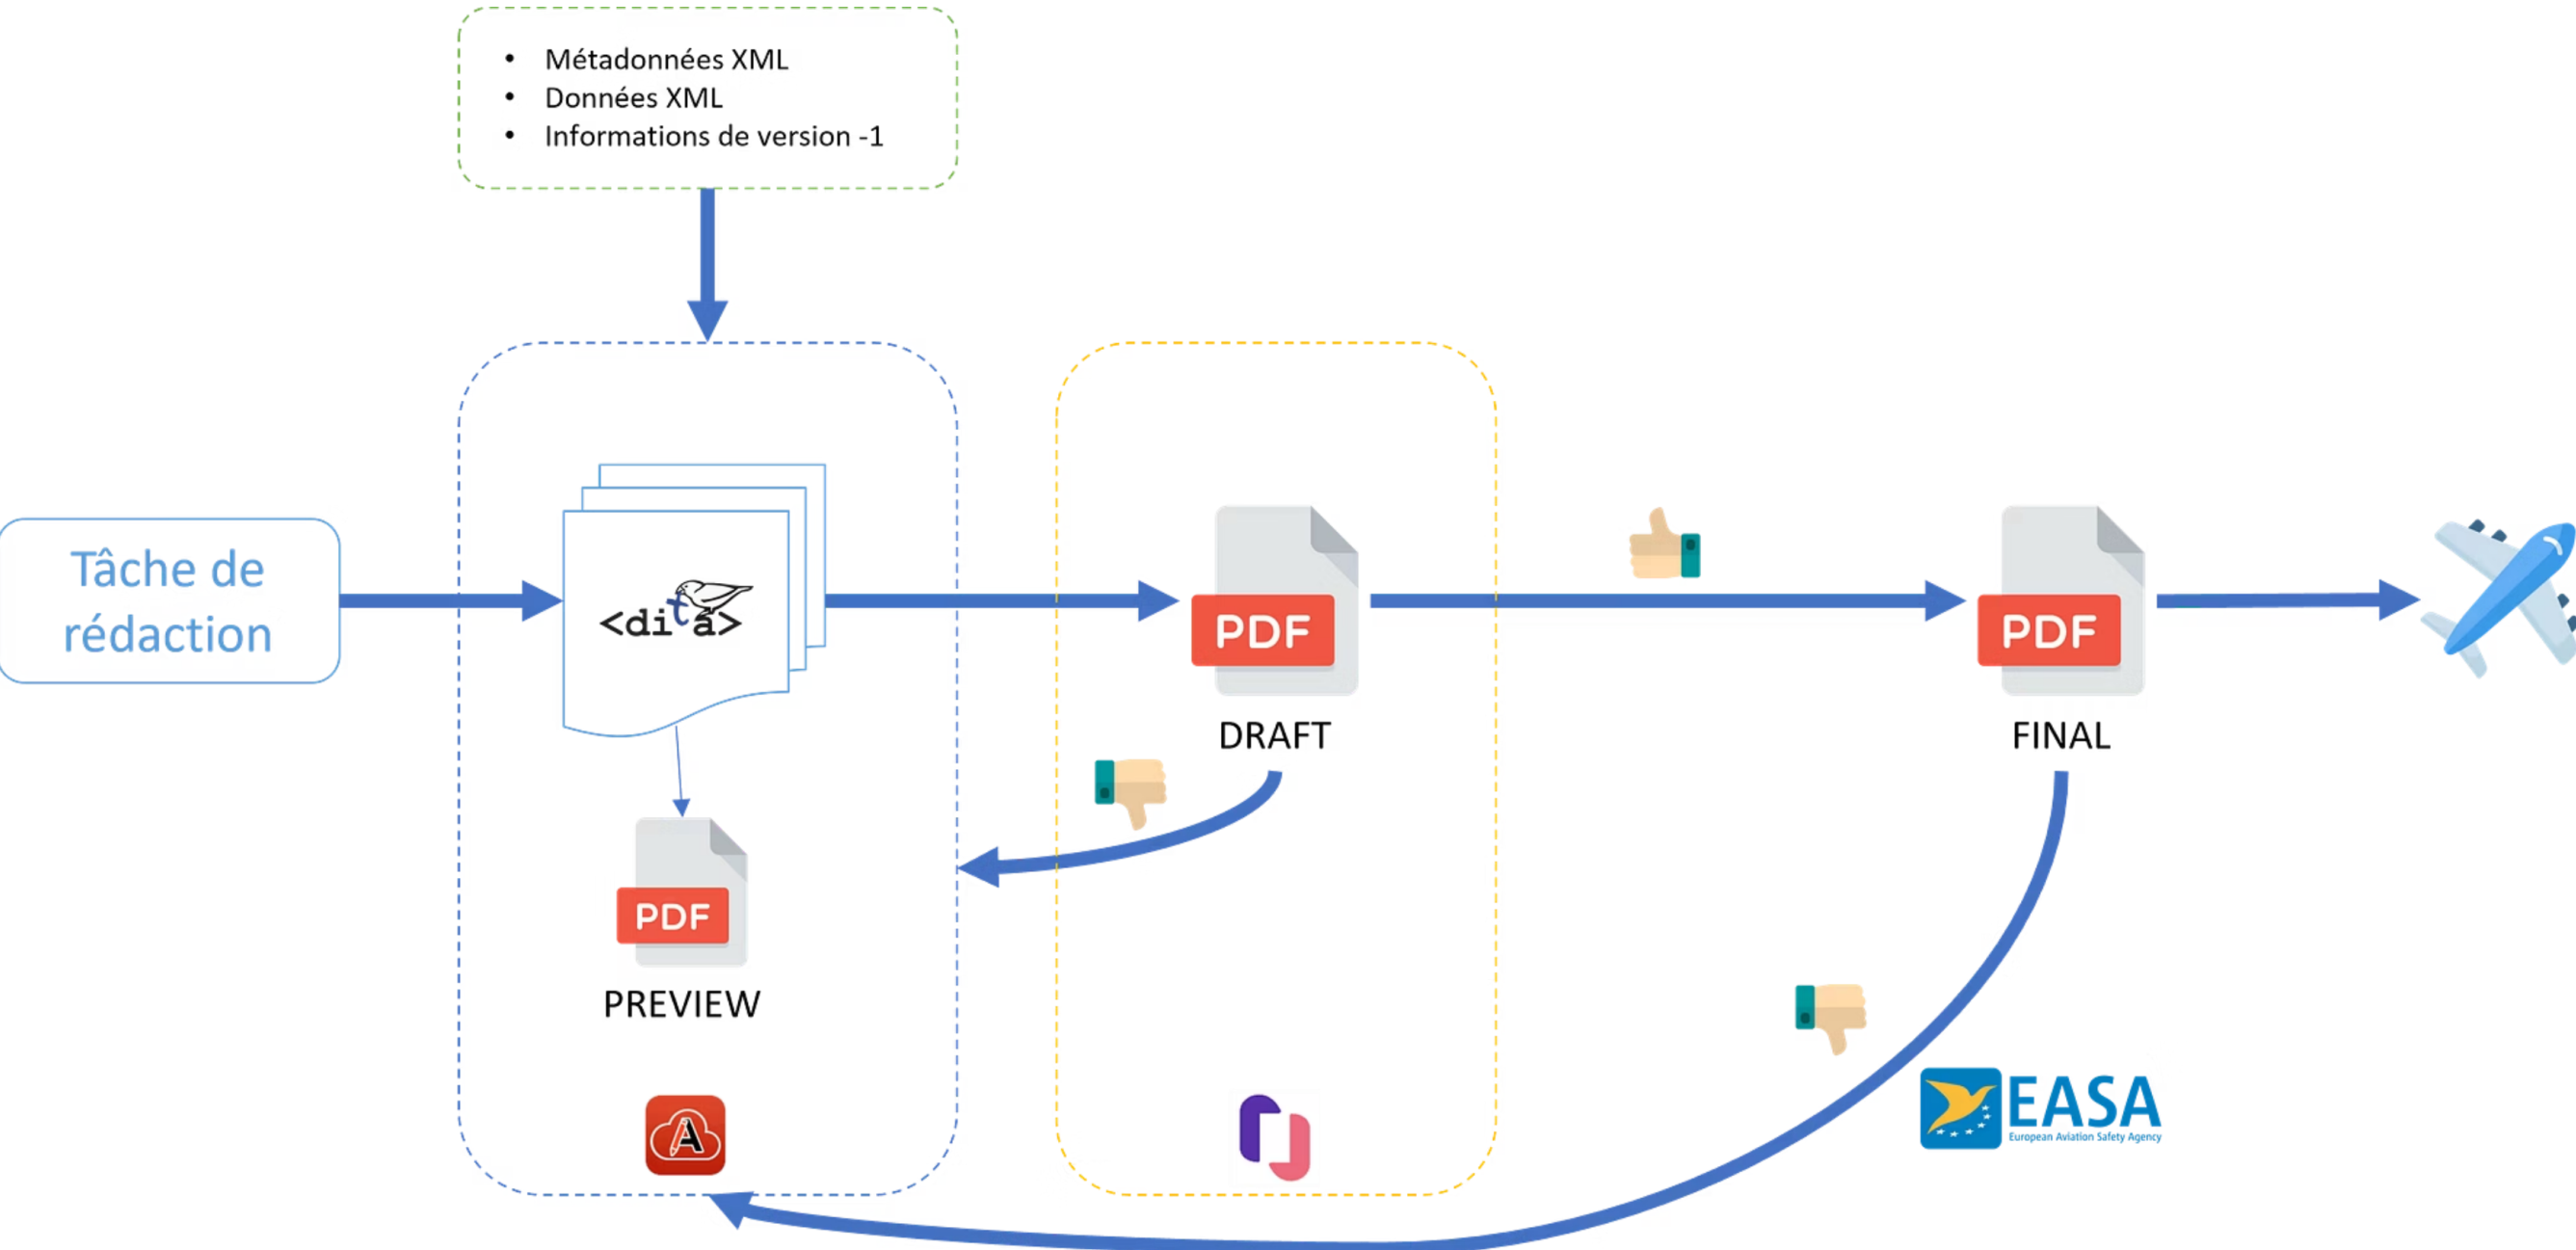 • Métadonnées XML
• Données XML
• Informations de version -1
Tâche de
rédaction
<dita>
PDF
DRAFT
PDF
FINAL
PDF
PREVIEW
A
EASA
European Aviation Safety Agency